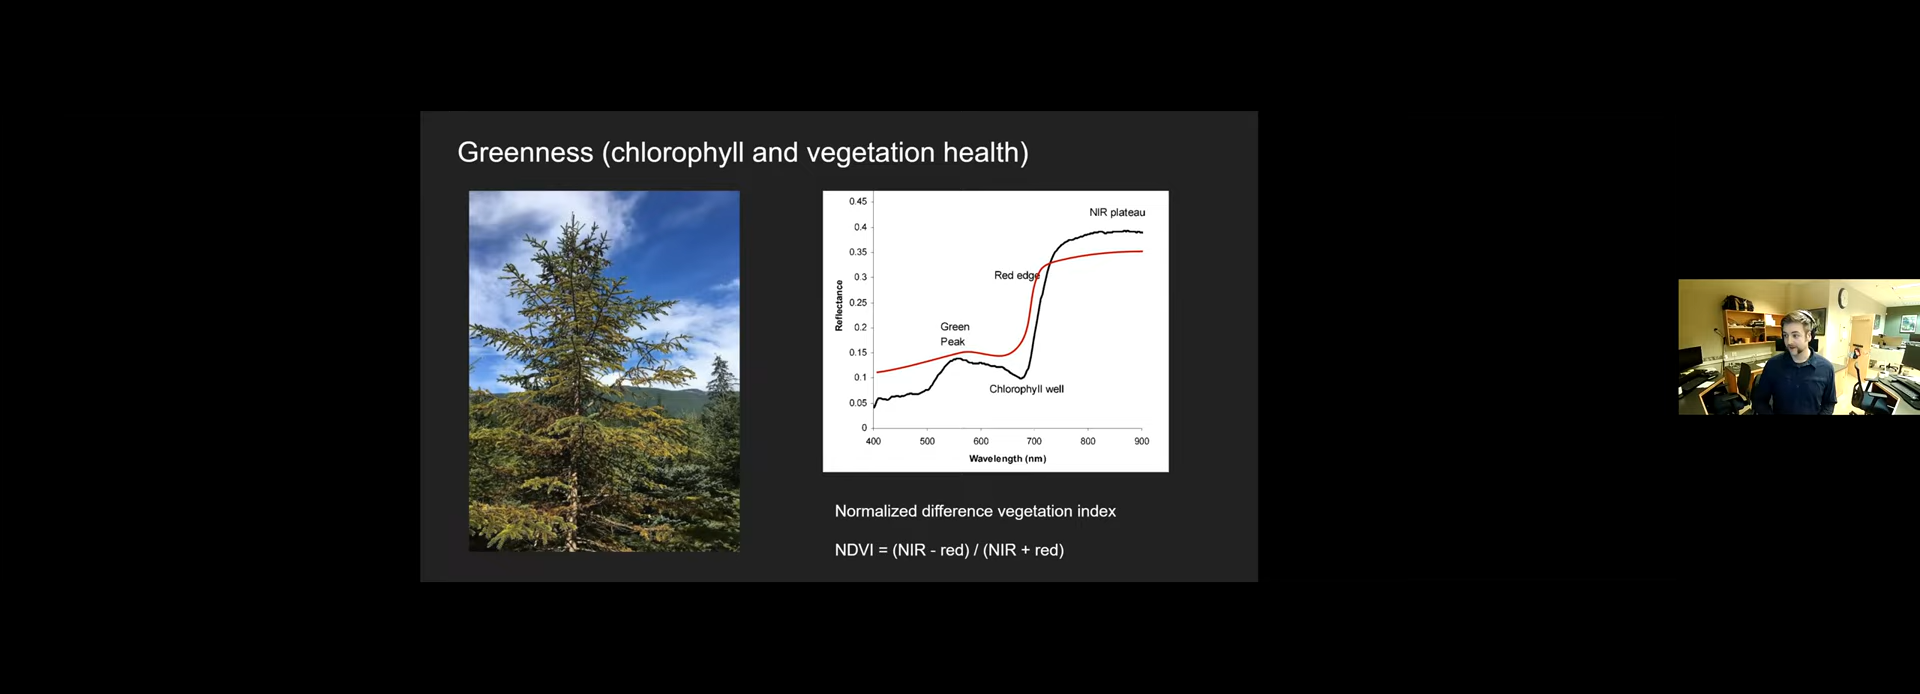 Greenness (chlorophyll and vegetation health)
0.45
0.4
0.35
0.3
0.25
0.2
0.15
0.1
0.05
0
Reflectance
NIR plateau
Red edge
Green
Peak
Chlorophyll well
400 500 600 700 800 900
Wavelength (nm)
Normalized difference vegetation index
NDVI = (NIR - red) / (NIR + red)